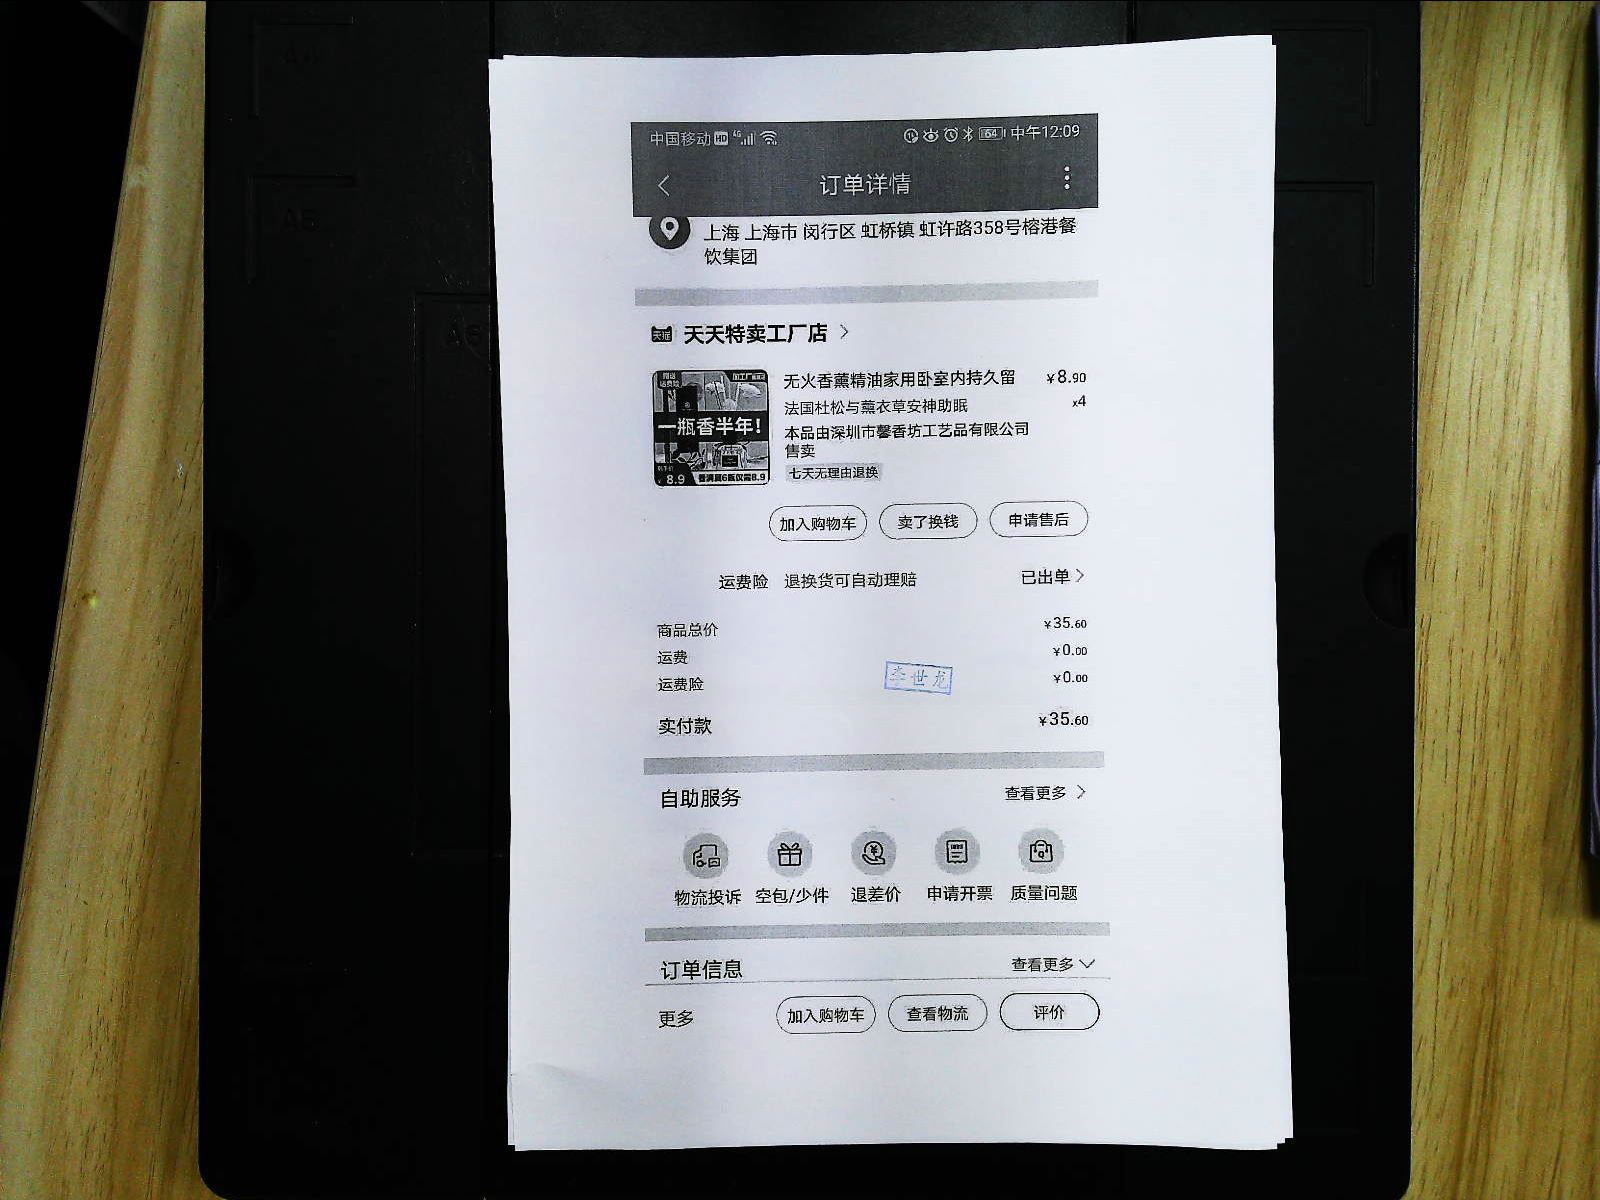 中国移动 HD 4G 64 中午12:09
订单详情
上海 上海市 闵行区 虹桥镇 虹许路358号榕港餐
饮集团
天猫 天天特卖工厂店
一瓶香半年!
8.9
无火香薰精油家用卧室内持久留 ¥8.90
法国杜松与薰衣草安神助眠 x4
本品由深圳市馨香坊工艺品有限公司
售卖
七天无理由退换
加入购物车 卖了换钱 申请售后
运费险 退换货可自动理赔 已出单
商品总价 ¥35.60
运费 ¥0.00
李世龙
运费险 ¥0.00
实付款 ¥35.60
自助服务 查看更多
物流投诉 空包/少件 退差价 申请开票 质量问题
订单信息 查看更多
更多 加入购物车 查看物流 评价
A5
A6